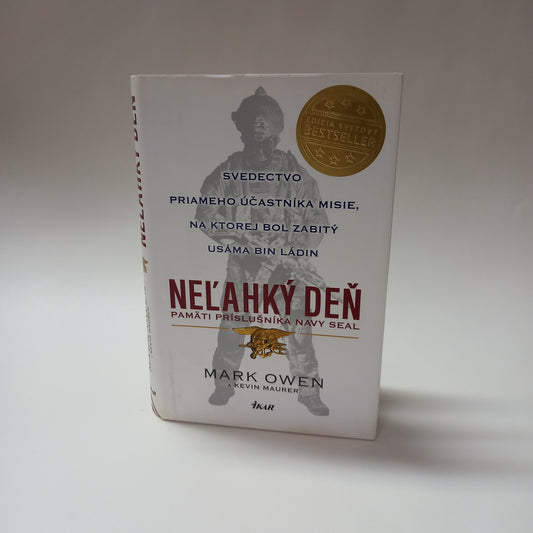 EDÍCIA SVETOVÝ
BESTSELLER
SVEDECTVO
PRIAMEHO ÚČASTNÍKA MISIE,
NA KTOREJ BOL ZABITÝ
USÁMA BIN LÁDIN
NEĽAHKÝ DEŇ
PAMÄTI PRÍSLUŠNÍKA NAVY SEAL
MARK OWEN
A KEVIN MAURER
IKAR
NEĽAHKÝ DEŇ